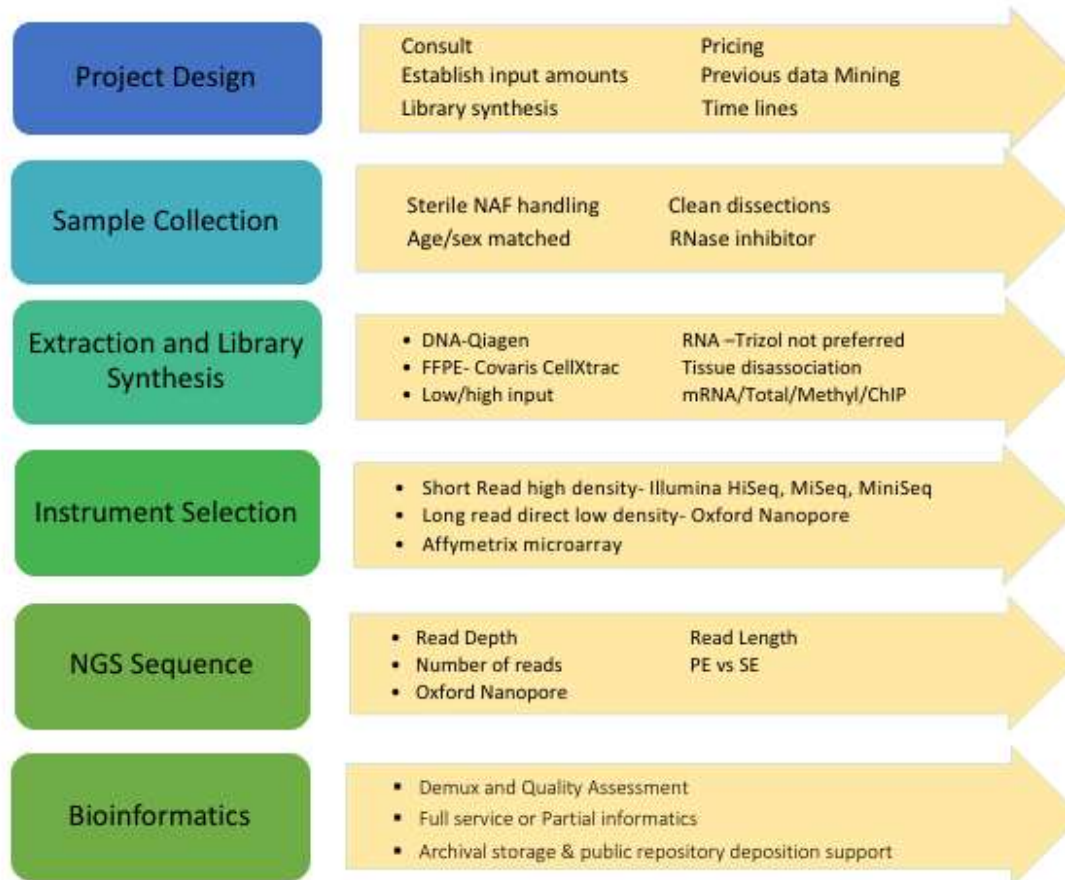 Project Design
Consult
Pricing
Establish input amounts
Previous data Mining
Library synthesis
Time lines
Sample Collection
Sterile NAF handling
Clean dissections
Age/sex matched
RNase inhibitor
Extraction and Library
Synthesis
• DNA-Qiagen
RNA –Trizol not preferred
• FFPE- Covaris CellXtrac
Tissue disassociation
• Low/high input
mRNA/Total/Methyl/ChIP
Instrument Selection
• Short Read high density- Illumina HiSeq, MiSeq, MiniSeq
• Long read direct low density- Oxford Nanopore
• Affymetrix microarray
NGS Sequence
• Read Depth
Read Length
• Number of reads
PE vs SE
• Oxford Nanopore
Bioinformatics
▪ Demux and Quality Assessment
▪ Full service or Partial informatics
▪ Archival storage & public repository deposition support